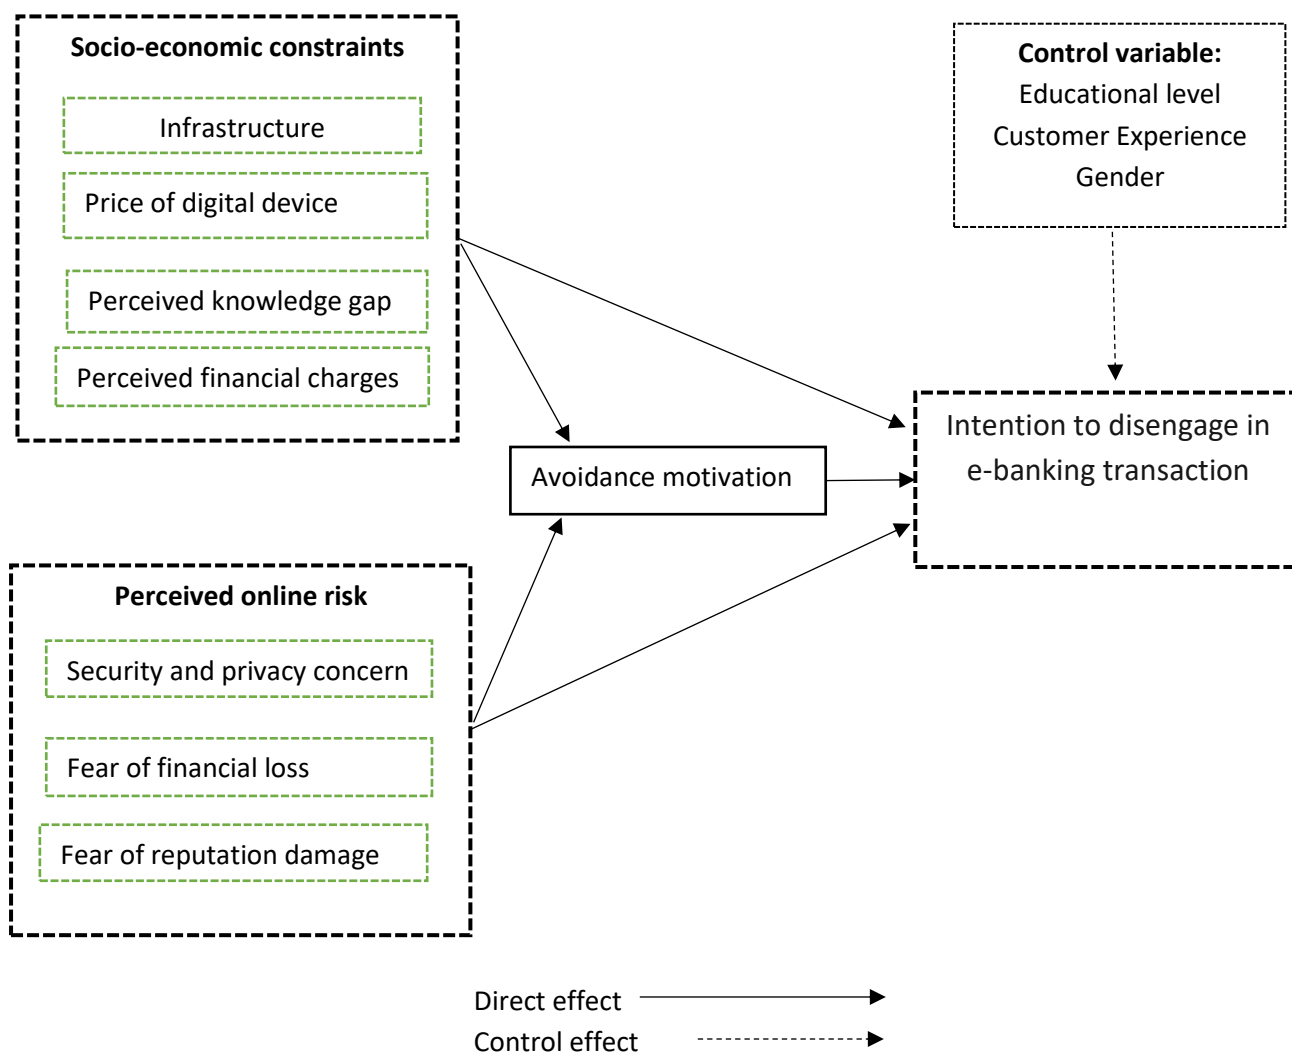 Socio-economic constraints
Infrastructure
Price of digital device
Perceived knowledge gap
Perceived financial charges
Control variable:
Educational level
Customer Experience
Gender
Avoidance motivation
Intention to disengage in
e-banking transaction
Perceived online risk
Security and privacy concern
Fear of financial loss
Fear of reputation damage
Direct effect
Control effect